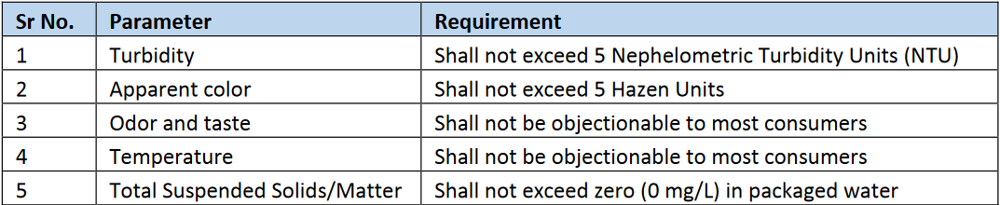 Sr No. Parameter Requirement
1 Turbidity Shall not exceed 5 Nephelometric Turbidity Units (NTU)
2 Apparent color Shall not exceed 5 Hazen Units
3 Odor and taste Shall not be objectionable to most consumers
4 Temperature Shall not be objectionable to most consumers
5 Total Suspended Solids/Matter Shall not exceed zero (0 mg/L) in packaged water